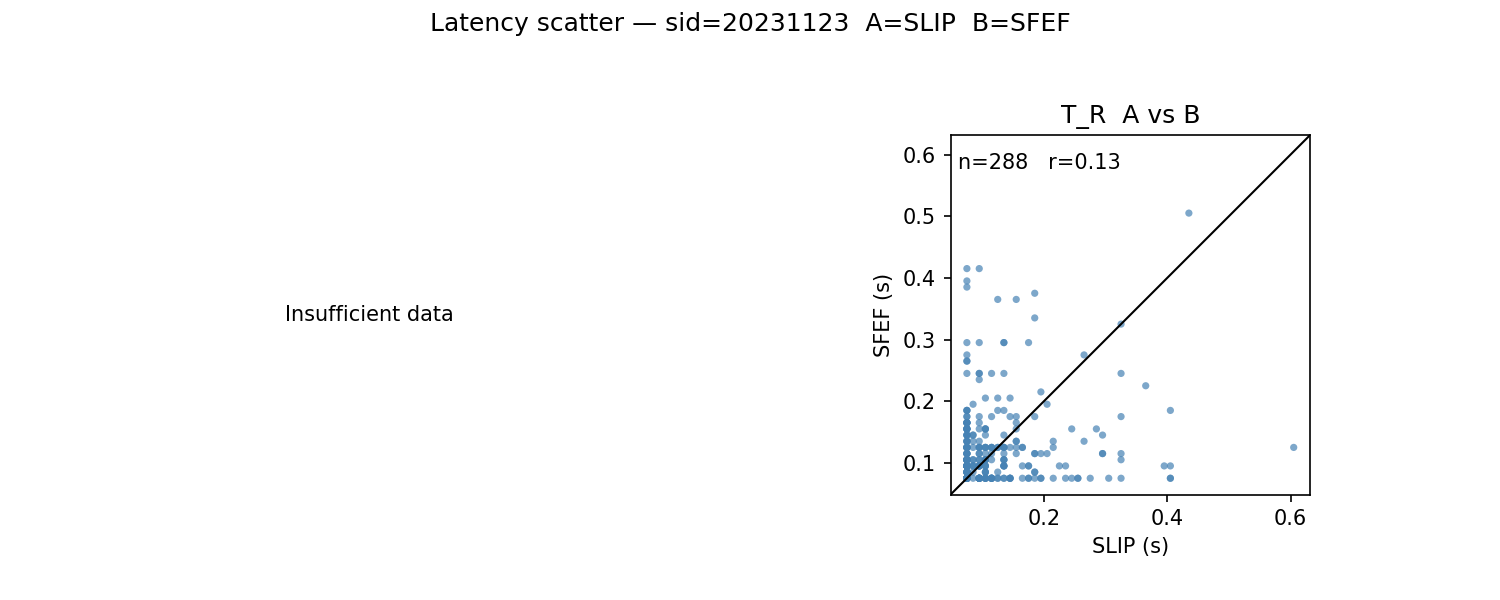 Latency scatter — sid=20231123  A=SLIP  B=SFEF
Insufficient data
T_R  A vs B
n=288   r=0.13
0.6
0.5
0.4
0.3
0.2
0.1
SFEF (s)
0.2
0.4
0.6
SLIP (s)